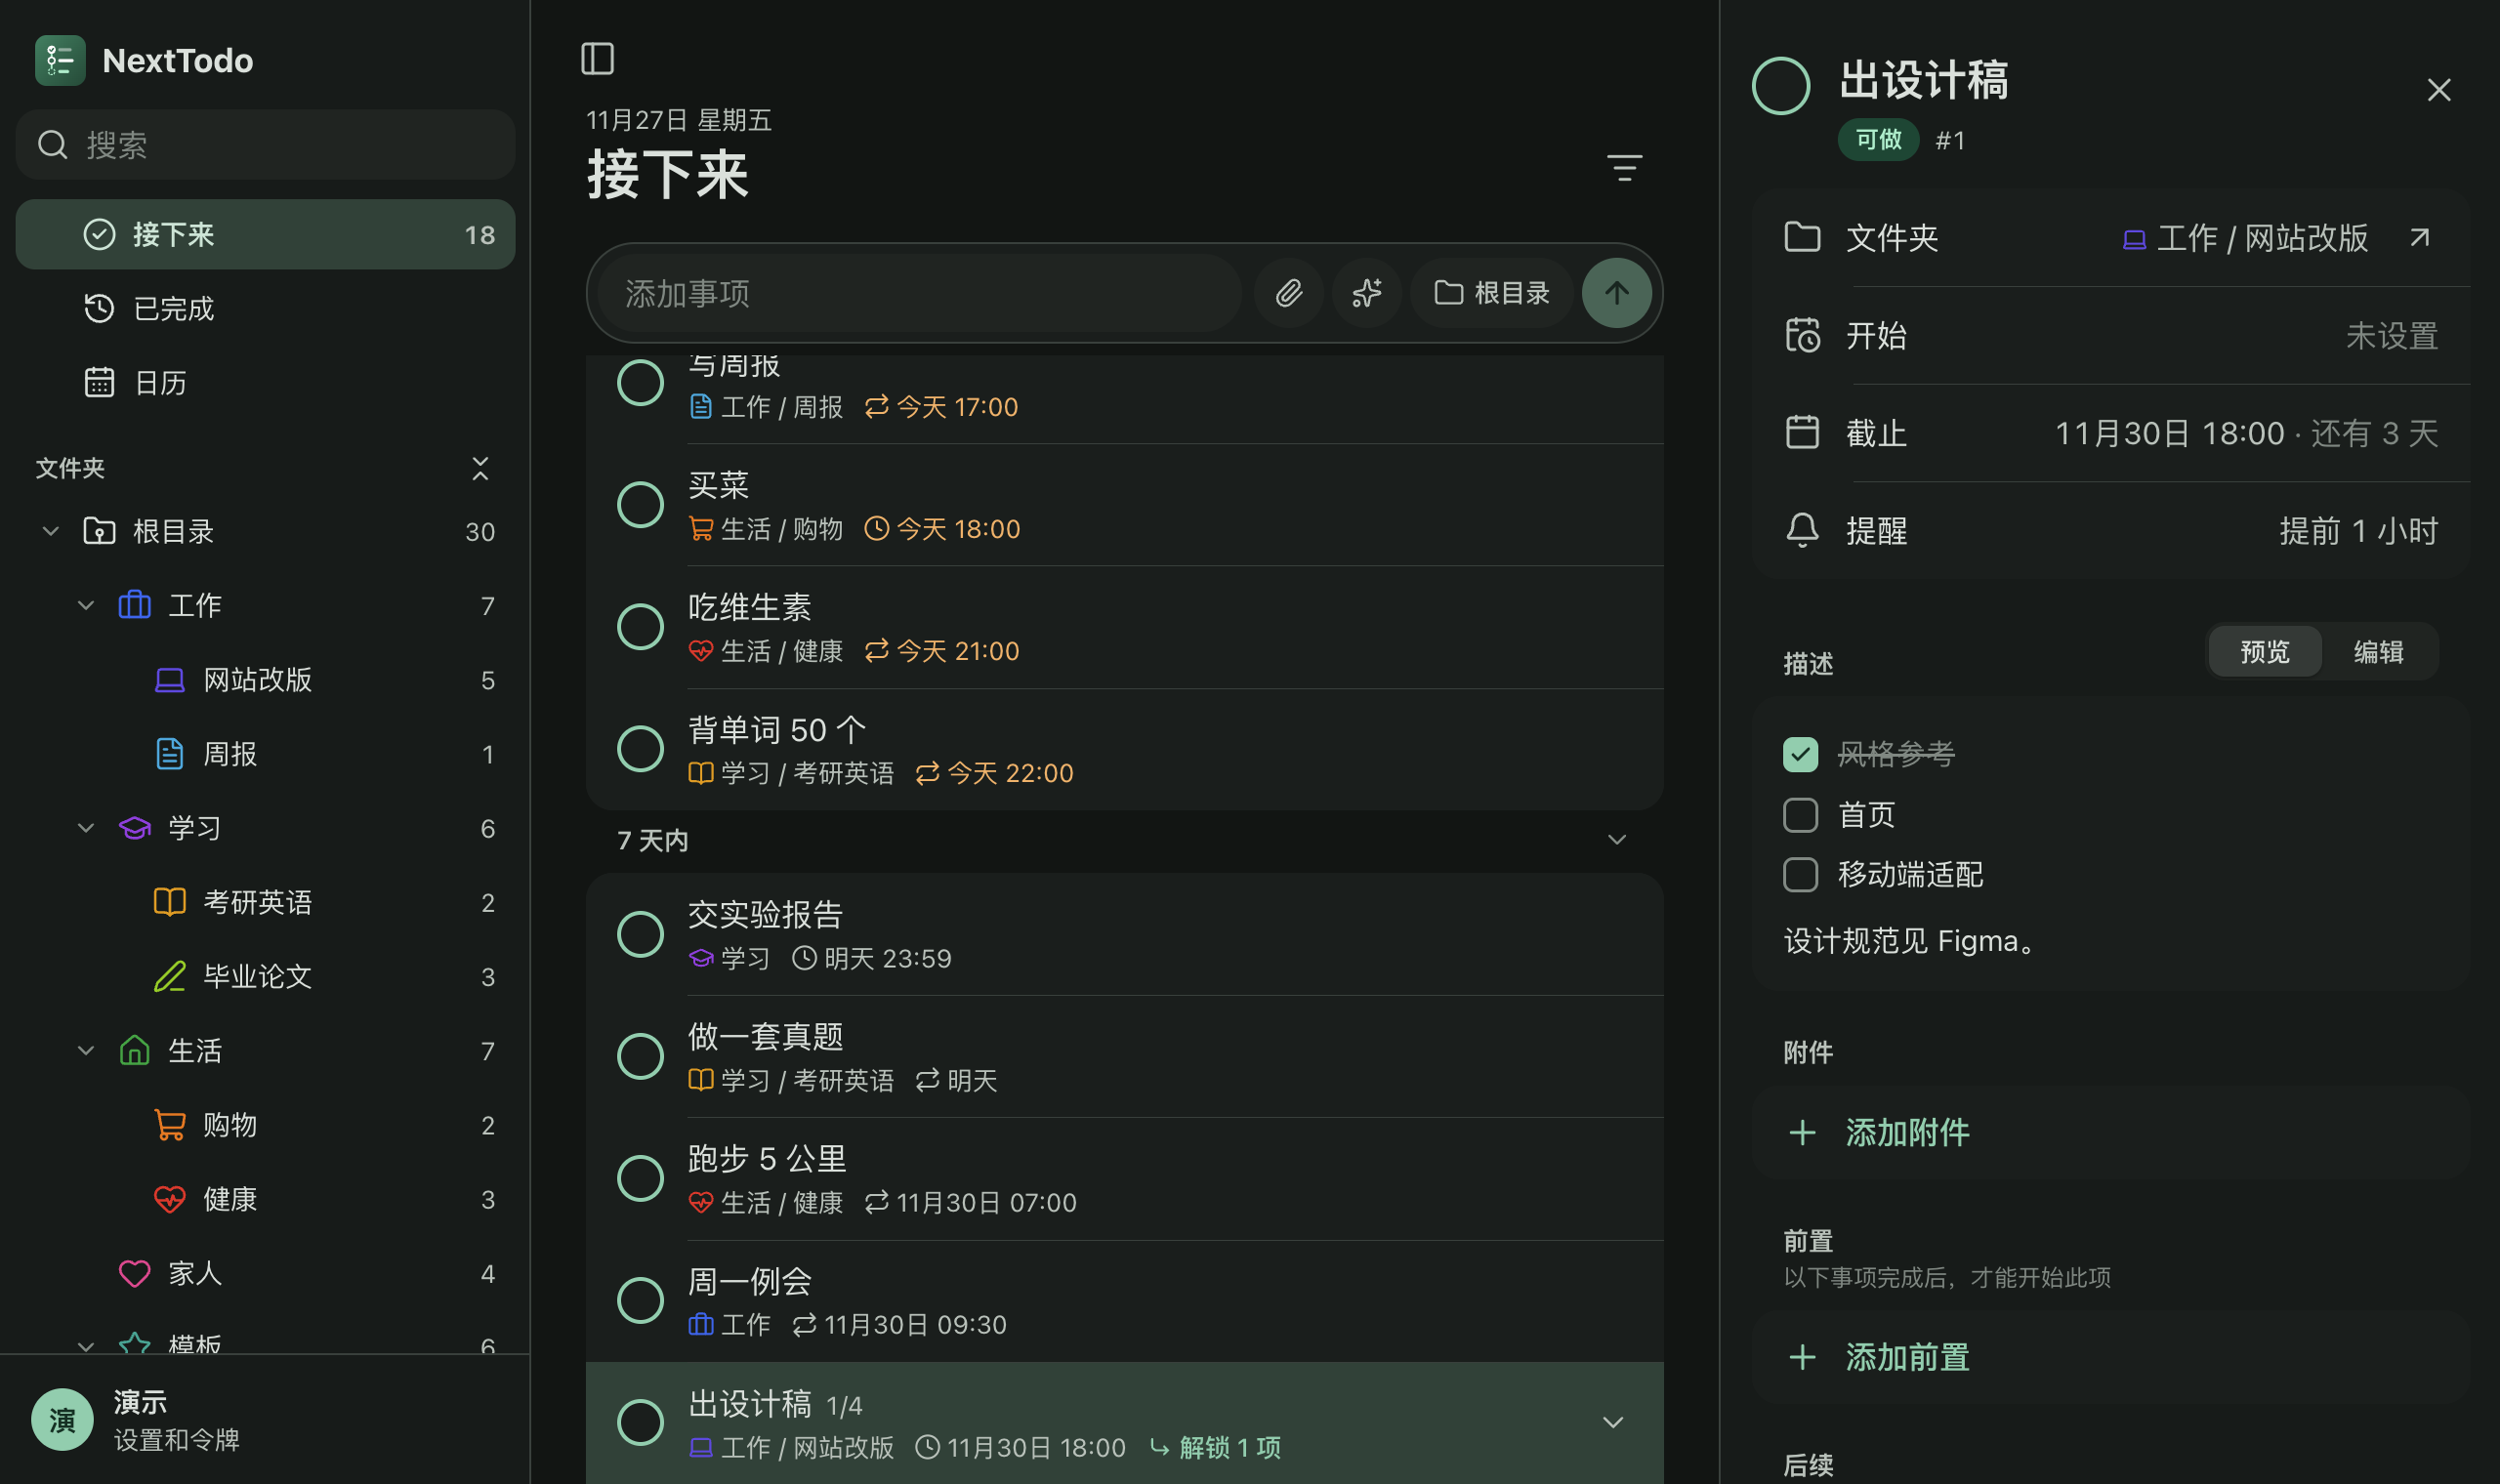 NextTodo
搜索
接下来 18
已完成
日历
文件夹
根目录 30
工作 7
网站改版 5
周报 1
学习 6
考研英语 2
毕业论文 3
生活 7
购物 2
健康 3
家人 4
模板 6
演 演示
设置和令牌
11月27日 星期五
接下来
添加事项 根目录
写周报
工作 / 周报 今天 17:00
买菜
生活 / 购物 今天 18:00
吃维生素
生活 / 健康 今天 21:00
背单词 50 个
学习 / 考研英语 今天 22:00
7 天内
交实验报告
学习 明天 23:59
做一套真题
学习 / 考研英语 明天
跑步 5 公里
生活 / 健康 11月30日 07:00
周一例会
工作 11月30日 09:30
出设计稿 1/4
工作 / 网站改版 11月30日 18:00 解锁 1 项
出设计稿
可做 #1
文件夹 工作 / 网站改版
开始 未设置
截止 11月30日 18:00 · 还有 3 天
提醒 提前 1 小时
描述 预览 编辑
风格参考
首页
移动端适配
设计规范见 Figma。
附件
添加附件
前置
以下事项完成后，才能开始此项
添加前置
后续